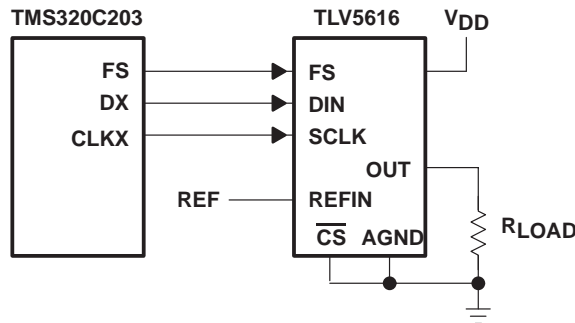 TMS320C203
FS
DX
CLKX
TLV5616
FS
DIN
SCLK
OUT
REFIN
CS AGND
VDD
REF
RLOAD